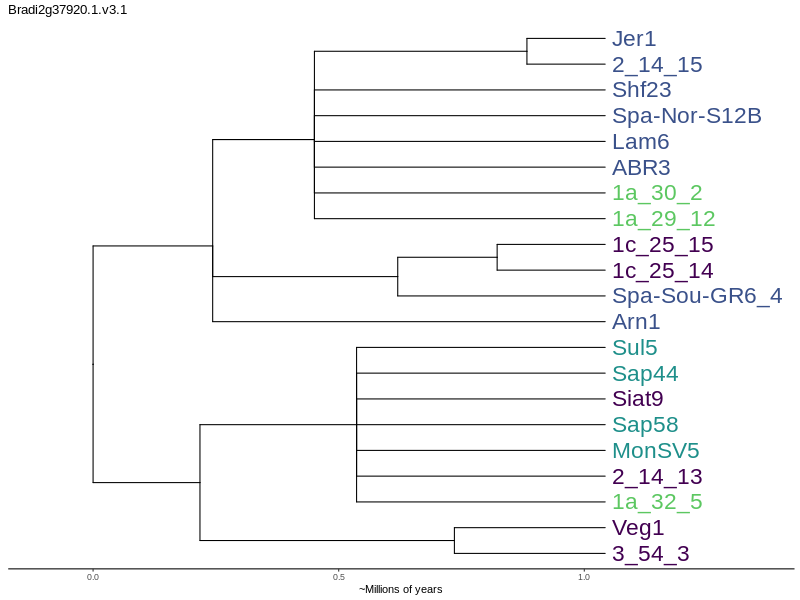 Bradi2g37920.1.v3.1
Jer1
2_14_15
Shf23
Spa-Nor-S12B
Lam6
ABR3
1a_30_2
1a_29_12
1c_25_15
1c_25_14
Spa-Sou-GR6_4
Arn1
Sul5
Sap44
Siat9
Sap58
MonSV5
2_14_13
1a_32_5
Veg1
3_54_3
0.0 0.5 1.0
~Millions of years